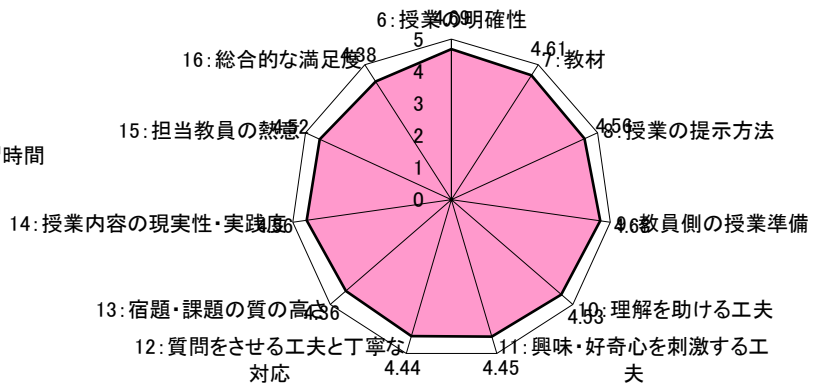 6:授業の明確性
4.69
16:総合的な満足度
4.38
5
4.61
7:教材
4
15:担当教員の熱意
4.52
3
4.56
8:授業の提示方法
時間
2
1
14:授業内容の現実性・実践度
4.56
0
9:教員側の授業準備
13:宿題・課題の質の高さ
4.36
10:理解を助ける工夫
4.53
12:質問をさせる工夫と丁寧な
対応
4.44
11:興味・好奇心を刺激する工
夫
4.45